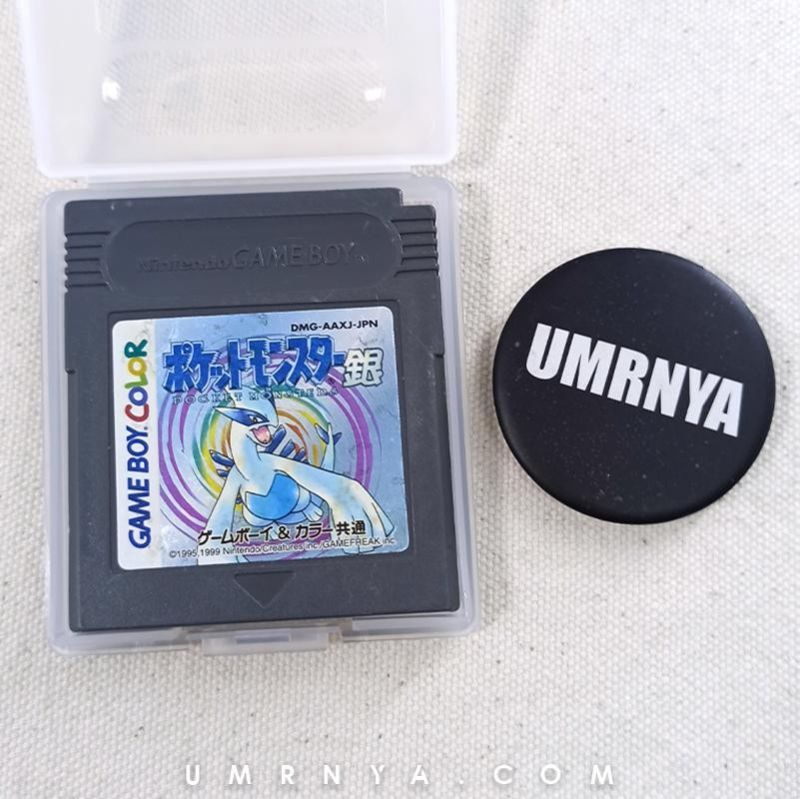 Nintendo GAME BOY
DMG-AAXJ-JPN
ポケットモンスター銀
POCKET MONSTERS
GAME BOY COLOR
ゲームボーイ & カラー共通
©1995,1999 Nintendo/Creatures inc./GAMEFREAK inc.
UMRNYA
UMRNYA.COM